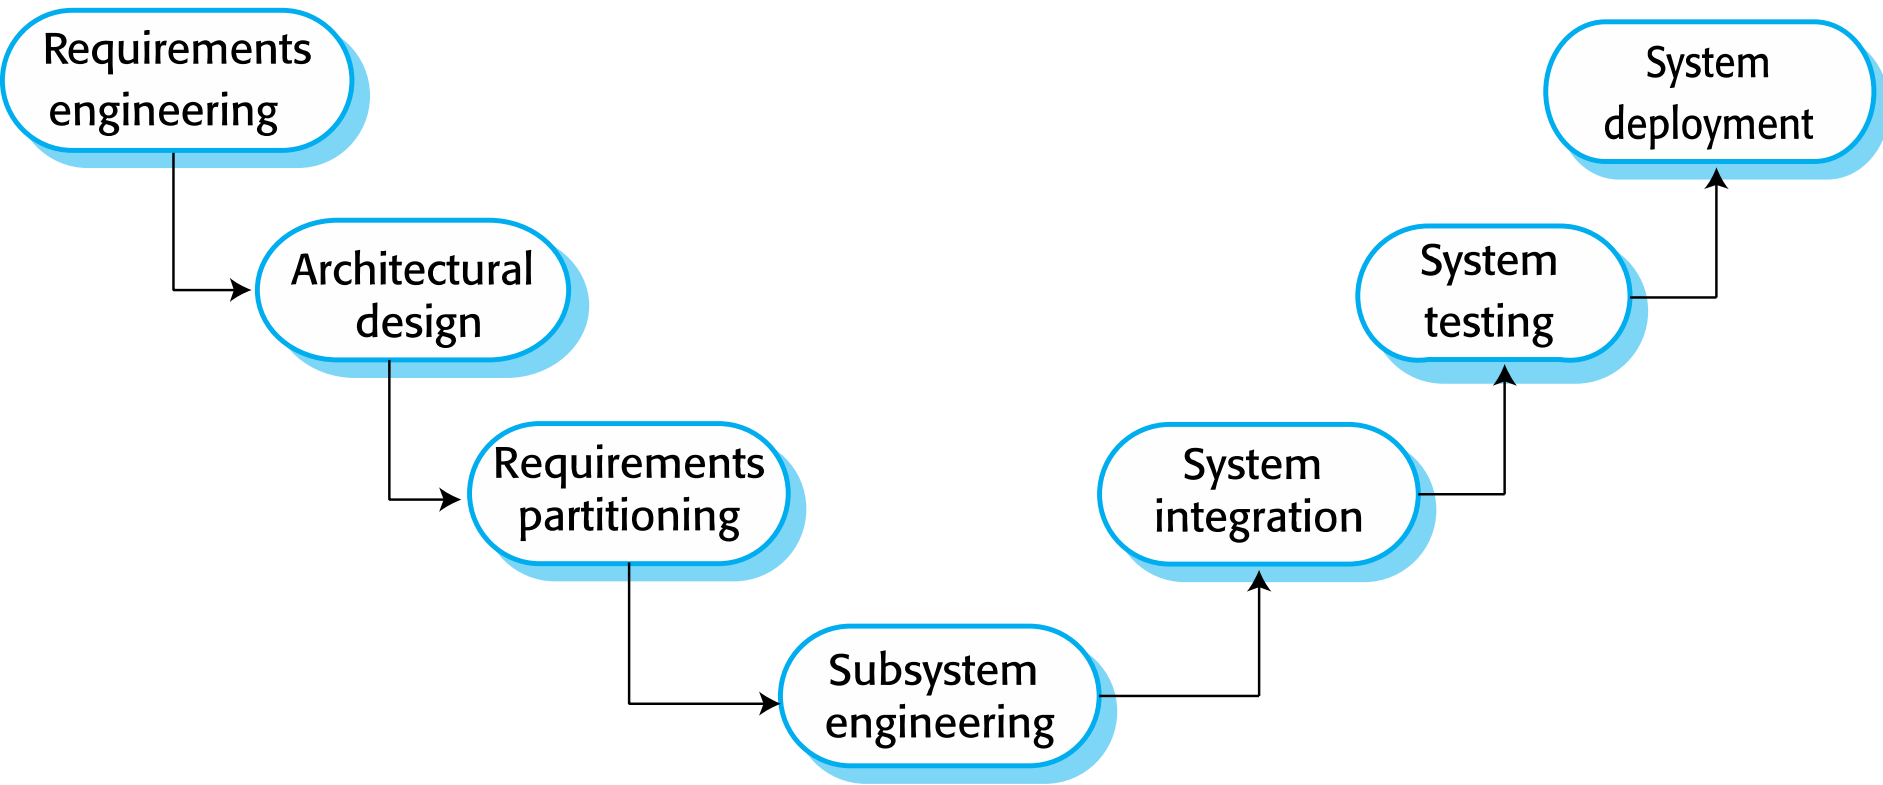 Requirements
engineering
Architectural
design
Requirements
partitioning
Subsystem
engineering
System
integration
System
testing
System
deployment